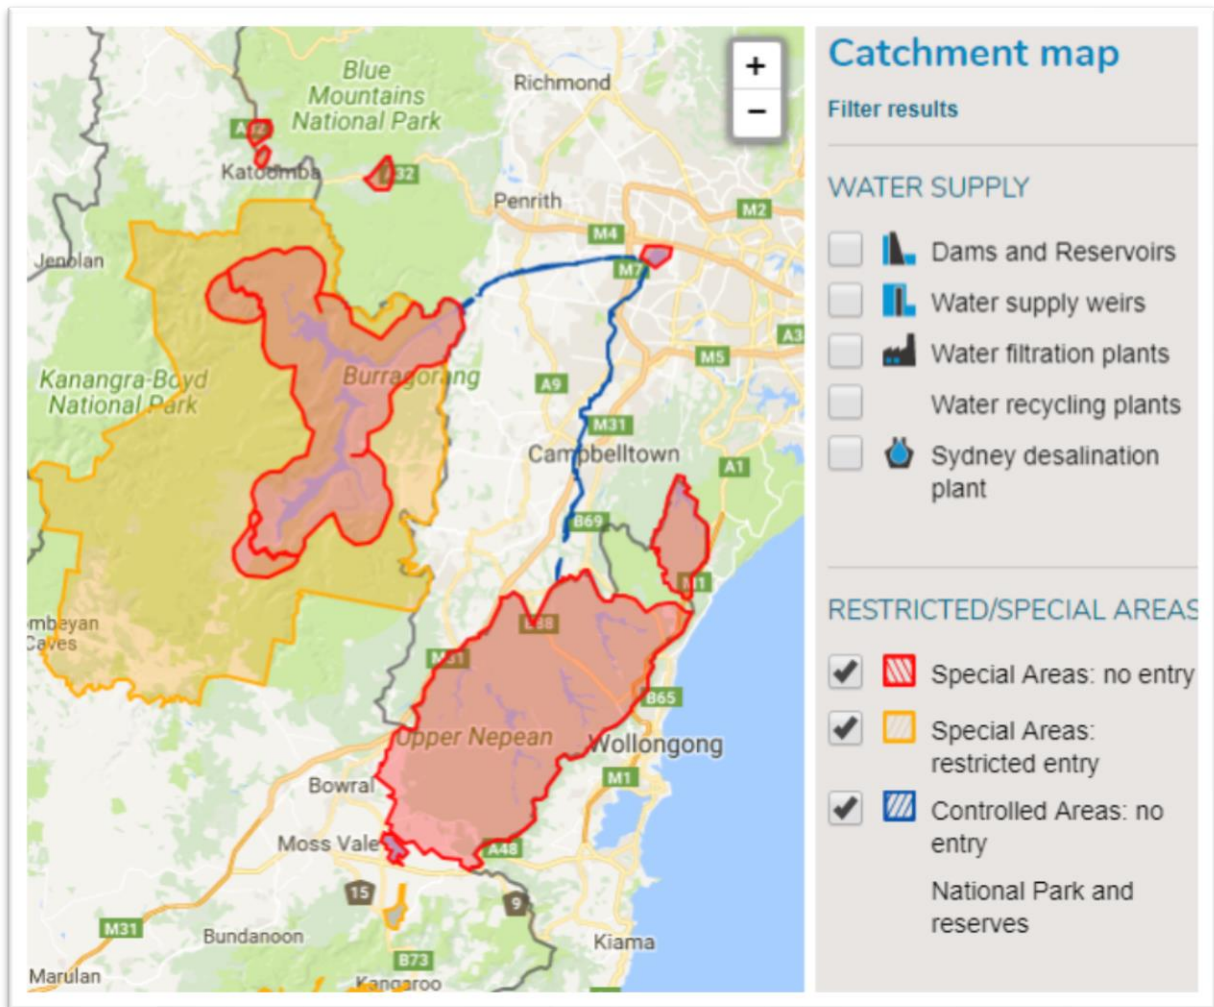 Blue
Mountains
National Park
Richmond
+
−
A32
Katoomba
A32
Penrith
M2
M4
Jenolan
M7
A3
M5
Kanangra-Boyd
National Park
Burragorang
A9
M31
Campbelltown
A1
B69
M1
ombeyan
Caves
B88
M31
B65
Upper Nepean
Wollongong
M1
Bowral
Moss Vale
A48
15
9
M31
Bundanoon
Kiama
B73
Marulan
Kangaroo
Catchment map
Filter results
WATER SUPPLY
Dams and Reservoirs
Water supply weirs
Water filtration plants
Water recycling plants
Sydney desalination
plant
RESTRICTED/SPECIAL AREAS
Special Areas: no entry
Special Areas:
restricted entry
Controlled Areas: no
entry
National Park and
reserves